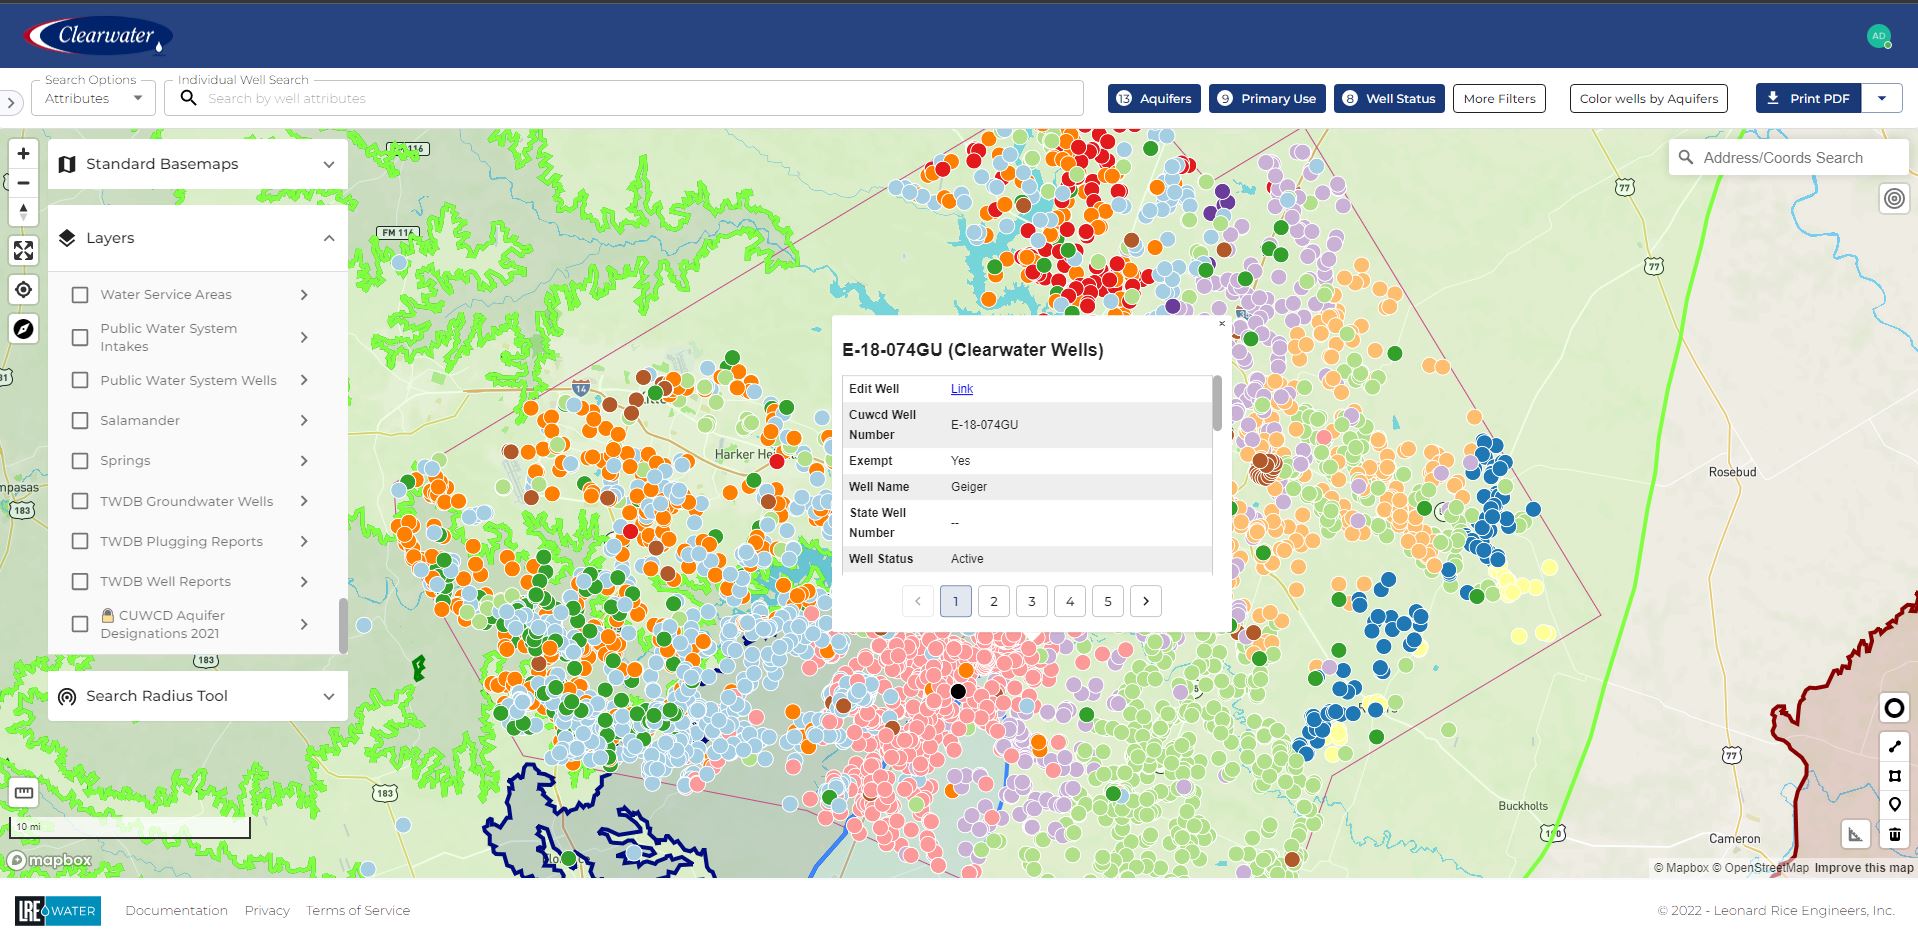 Clearwater
AD
Search Options
Attributes
Individual Well Search
Search by well attributes
13 Aquifers
9 Primary Use
8 Well Status
More Filters
Color wells by Aquifers
Print PDF
Standard Basemaps
Layers
Water Service Areas
Public Water System
Intakes
Public Water System Wells
Salamander
Springs
TWDB Groundwater Wells
TWDB Plugging Reports
TWDB Well Reports
CUWCD Aquifer
Designations 2021
Search Radius Tool
Address/Coords Search
FM 116
14
Harker
183
183
183
77
77
77
Rosebud
Buckholts
Cameron
E-18-074GU (Clearwater Wells)
×
Edit Well Link
Cuwcd Well
Number
E-18-074GU
Exempt Yes
Well Name Geiger
State Well
Number
--
Well Status Active
1 2 3 4 5
10 mi
mapbox
© Mapbox © OpenStreetMap Improve this map
LRE WATER
Documentation Privacy Terms of Service
© 2022 - Leonard Rice Engineers, Inc.